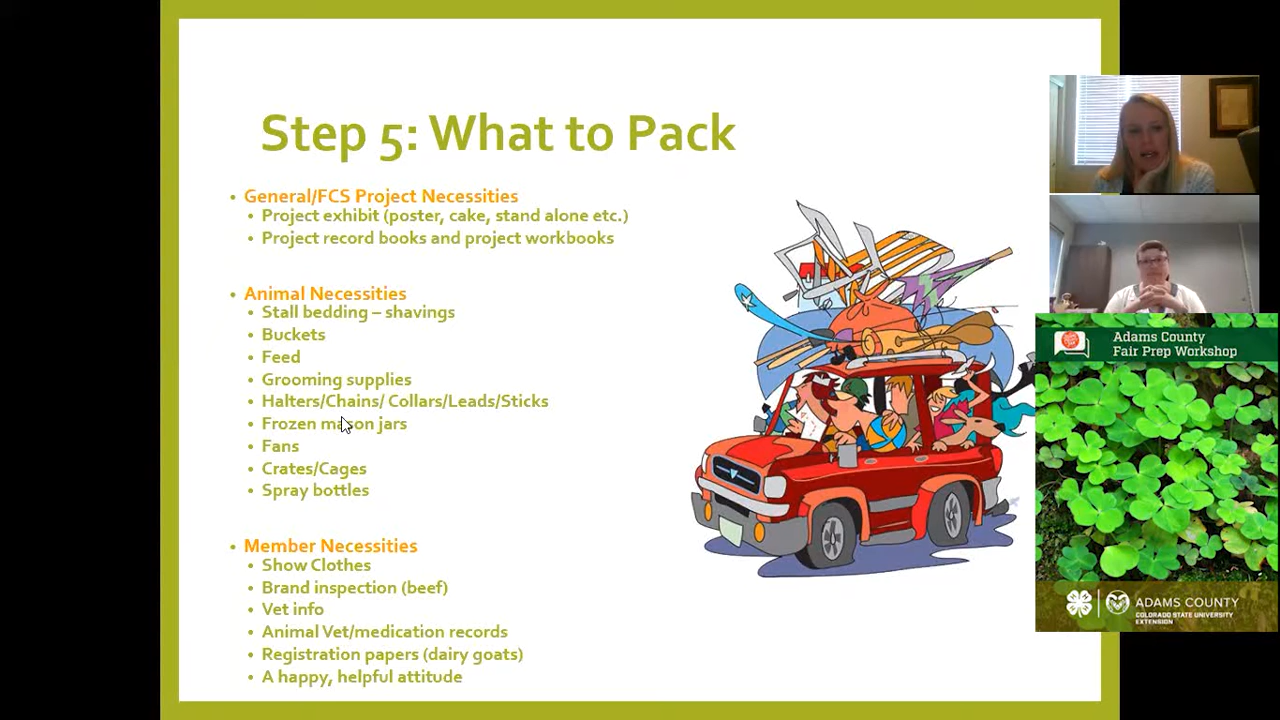 Step 5: What to Pack
• General/FCS Project Necessities
• Project exhibit (poster, cake, stand alone etc.)
• Project record books and project workbooks
• Animal Necessities
• Stall bedding – shavings
• Buckets
• Feed
• Grooming supplies
• Halters/Chains/ Collars/Leads/Sticks
• Frozen mason jars
• Fans
• Crates/Cages
• Spray bottles
• Member Necessities
• Show Clothes
• Brand inspection (beef)
• Vet info
• Animal Vet/medication records
• Registration papers (dairy goats)
• A happy, helpful attitude
Adams County
Fair Prep Workshop
ADAMS COUNTY
COLORADO STATE UNIVERSITY
EXTENSION